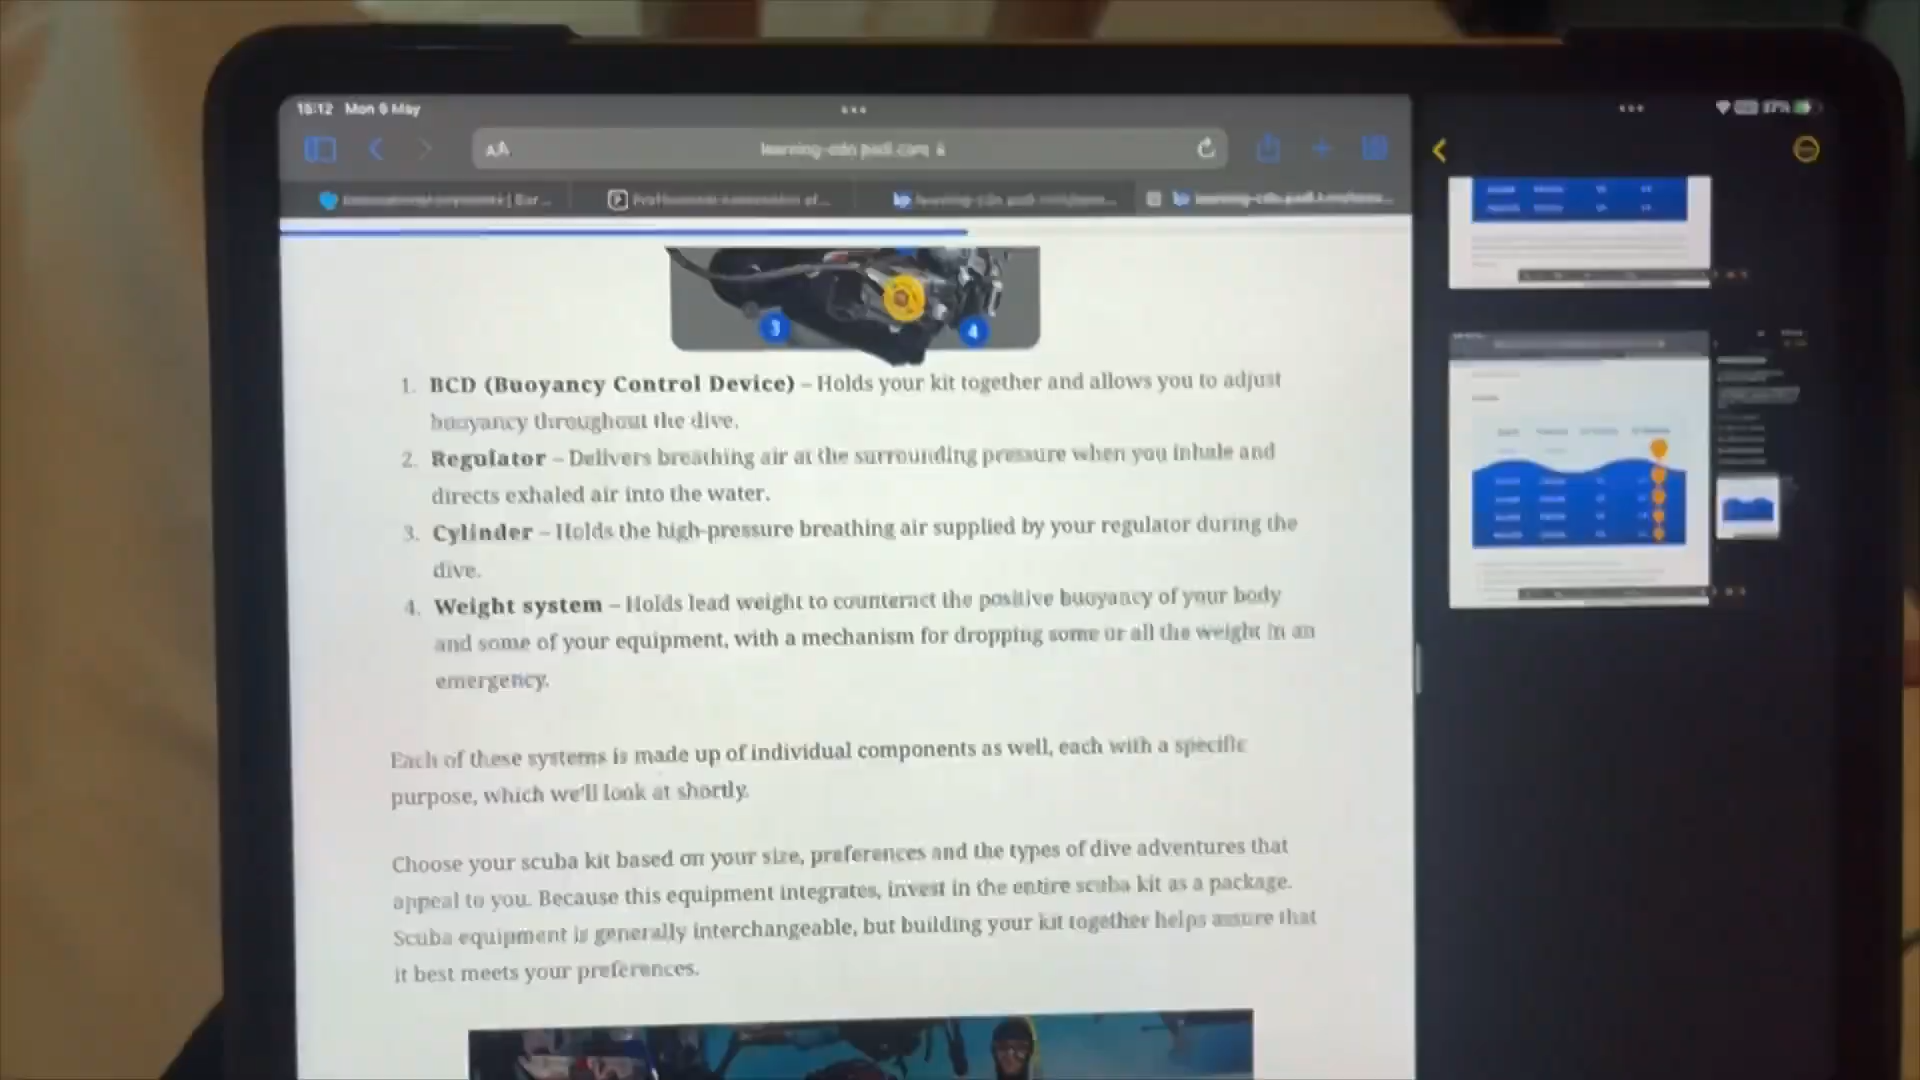 Mon 9 May
AA
learning-cdn.padl.com
3
4
1. BCD (Buoyancy Control Device) – Holds your kit together and allows you to adjust
buoyancy throughout the dive.
2. Regulator – Delivers breathing air at the surrounding pressure when you inhale and
directs exhaled air into the water.
3. Cylinder – Holds the high-pressure breathing air supplied by your regulator during the
dive.
4. Weight system – Holds lead weight to counteract the positive buoyancy of your body
and some of your equipment, with a mechanism for dropping some or all the weight in an
emergency.
Each of these systems is made up of individual components as well, each with a specific
purpose, which we'll look at shortly.
Choose your scuba kit based on your size, preferences and the types of dive adventures that
appeal to you. Because this equipment integrates, invest in the entire scuba kit as a package.
Scuba equipment is generally interchangeable, but building your kit together helps assure that
it best meets your preferences.